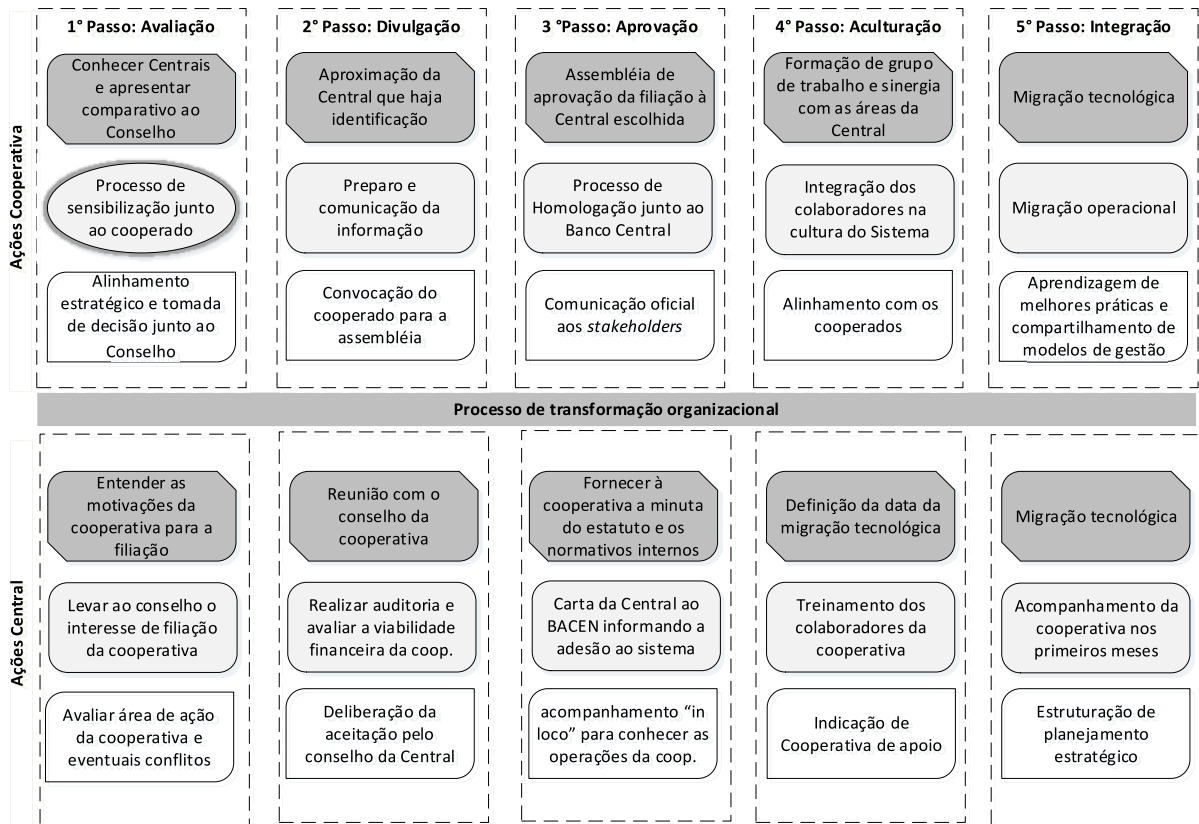 Ações Cooperativa
1° Passo: Avaliação
Conhecer Centrais
e apresentar
comparativo ao
Conselho
Processo de
sensibilização junto
ao cooperado
Alinhamento
estratégico e tomada
de decisão junto ao
Conselho
2° Passo: Divulgação
Aproximação da
Central que haja
identificação
Preparo e
comunicação da
informação
Convocação do
cooperado para a
assembléia
3 °Passo: Aprovação
Assembléia de
aprovação da filiação à
Central escolhida
Processo de
Homologação junto ao
Banco Central
Comunicação oficial
aos stakeholders
4° Passo: Aculturação
Formação de grupo
de trabalho e sinergia
com as áreas da
Central
Integração dos
colaboradores na
cultura do Sistema
Alinhamento com os
cooperados
5° Passo: Integração
Migração tecnológica
Migração operacional
Aprendizagem de
melhores práticas e
compartilhamento de
modelos de gestão
Processo de transformação organizacional
Ações Central
Entender as
motivações da
cooperativa para a
filiação
Levar ao conselho o
interesse de filiação
da cooperativa
Avaliar área de ação
da cooperativa e
eventuais conflitos
Reunião com o
conselho da
cooperativa
Realizar auditoria e
avaliar a viabilidade
financeira da coop.
Deliberação da
aceitação pelo
conselho da Central
Fornecer à
cooperativa a minuta
do estatuto e os
normativos internos
Carta da Central ao
BACEN informando a
adesão ao sistema
acompanhamento “in
loco” para conhecer as
operações da coop.
Definição da data da
migração tecnológica
Treinamento dos
colaboradores da
cooperativa
Indicação de
Cooperativa de apoio
Migração tecnológica
Acompanhamento da
cooperativa nos
primeiros meses
Estruturação de
planejamento
estratégico